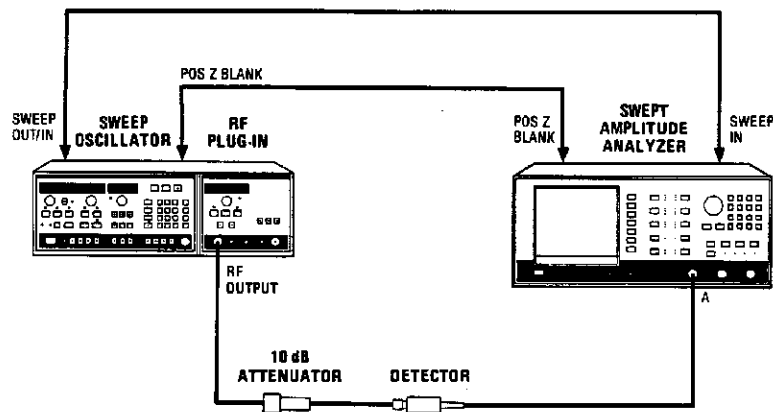 POS Z BLANK
SWEEP
OUT/IN
SWEEP
OSCILLATOR
RF
PLUG-IN
POS Z
BLANK
SWEPT
AMPLITUDE
ANALYZER
SWEEP
IN
RF
OUTPUT
A
10 dB
ATTENUATOR
DETECTOR